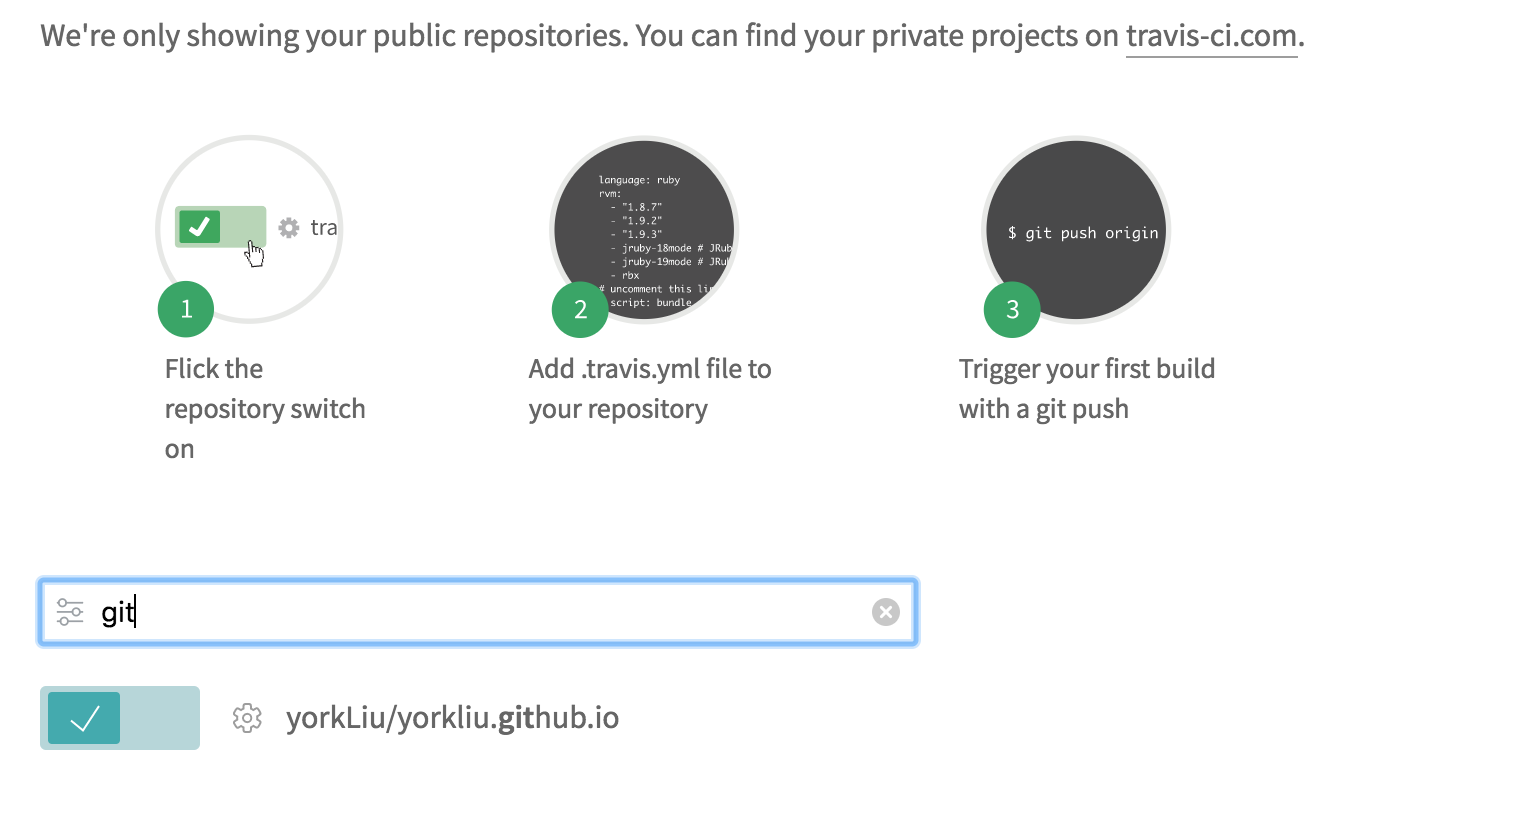 We're only showing your public repositories. You can find your private projects on travis-ci.com.
tra
language: ruby
rvm:
- "1.8.7"
- "1.9.2"
- "1.9.3"
- jruby-18mode # JRub
- jruby-19mode # JRu
- rbx
# uncomment this li
script: bundle
$ git push origin
1
2
3
Flick the
repository switch
on
Add .travis.yml file to
your repository
Trigger your first build
with a git push
git
yorkLiu/yorkliu.github.io